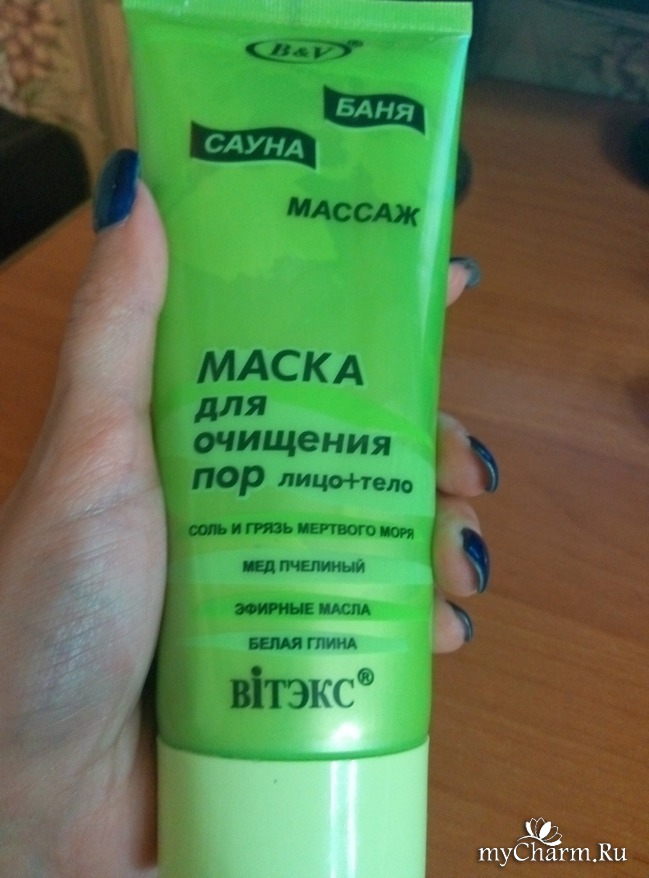 B&V®
БАНЯ
САУНА
МАССАЖ
МАСКА
для
очищения
пор лицо+тело
СОЛЬ И ГРЯЗЬ МЕРТВОГО МОРЯ
МЕД ПЧЕЛИНЫЙ
ЭФИРНЫЕ МАСЛА
БЕЛАЯ ГЛИНА
ВіТЭКС®
myCharm.Ru